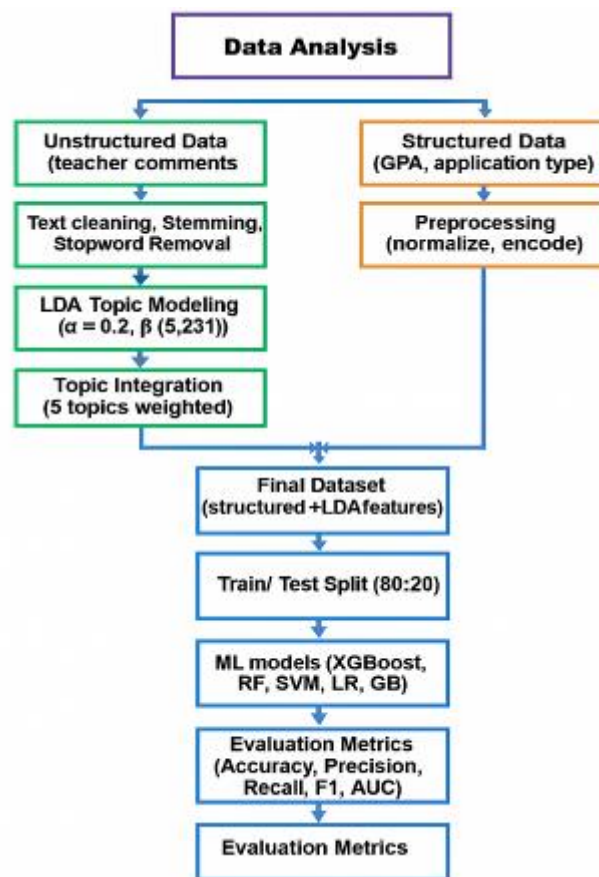 Data Analysis
Unstructured Data
(teacher comments
Structured Data
(GPA, application type)
Text cleaning, Stemming,
Stopword Removal
Preprocessing
(normalize, encode)
LDA Topic Modeling
(α = 0.2, β (5,231))
Topic Integration
(5 topics weighted)
Final Dataset
(structured +LDAfeatures)
Train/ Test Split (80:20)
ML models (XGBoost,
RF, SVM, LR, GB)
Evaluation Metrics
(Accuracy, Precision,
Recall, F1, AUC)
Evaluation Metrics